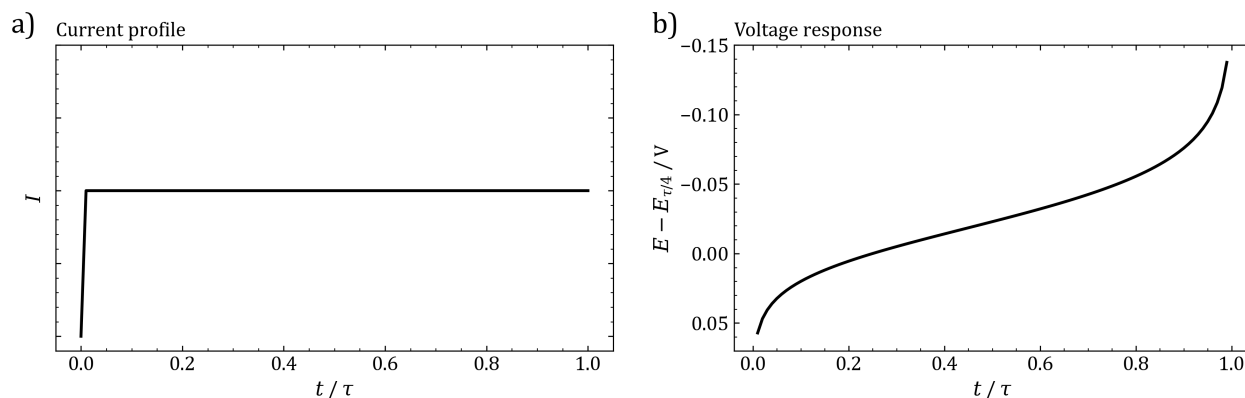 a) Current profile
I
0.0 0.2 0.4 0.6 0.8 1.0
t / τ
b) Voltage response
−0.15
−0.10
−0.05
0.00
0.05
E − Eτ/4 / V
0.0 0.2 0.4 0.6 0.8 1.0
t / τ